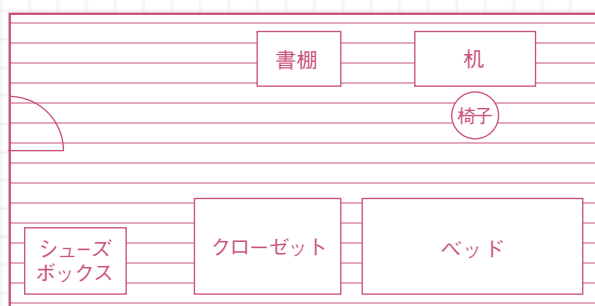 書棚
机
椅子
シューズ
ボックス
クローゼット
ベッド